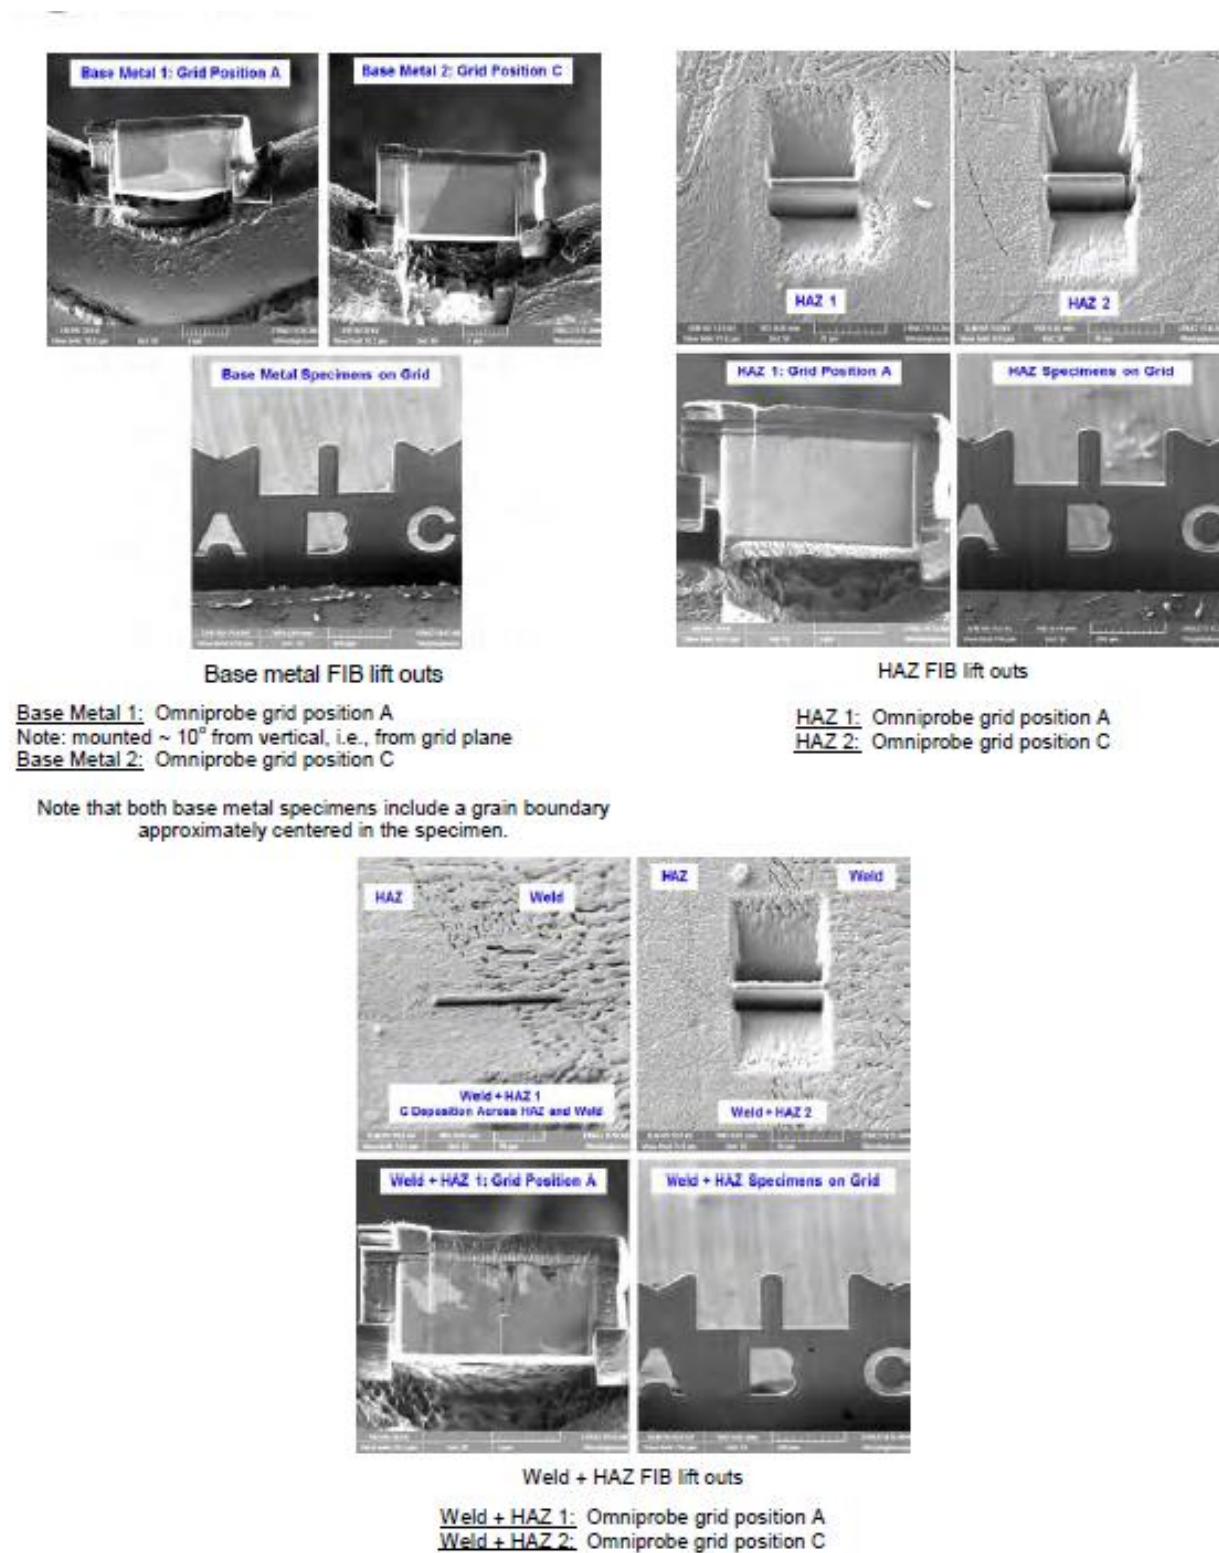 Base Metal 1: Grid Position A
Base Metal 2: Grid Position C
Base Metal Specimens on Grid
A B C
Base metal FIB lift outs
Base Metal 1: Omniprobe grid position A
Note: mounted ~ 10° from vertical, i.e., from grid plane
Base Metal 2: Omniprobe grid position C
Note that both base metal specimens include a grain boundary
approximately centered in the specimen.
HAZ 1
HAZ 2
HAZ 1: Grid Position A
HAZ Specimens on Grid
A B C
HAZ FIB lift outs
HAZ 1: Omniprobe grid position A
HAZ 2: Omniprobe grid position C
HAZ Weld
Weld + HAZ 1
C Deposition Across HAZ and Weld
HAZ Weld
Weld + HAZ 2
Weld + HAZ 1: Grid Position A
Weld + HAZ Specimens on Grid
A B C
Weld + HAZ FIB lift outs
Weld + HAZ 1: Omniprobe grid position A
Weld + HAZ 2: Omniprobe grid position C